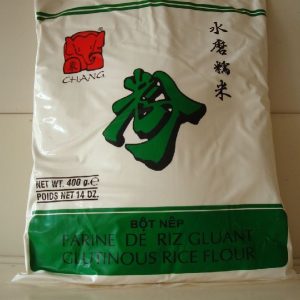 CHANG
水磨糯米
粉
NET WT. 400 g.℮
POIDS NET 14 OZ.
BỘT NẾP
FARINE DE RIZ GLUANT
GLUTINOUS RICE FLOUR